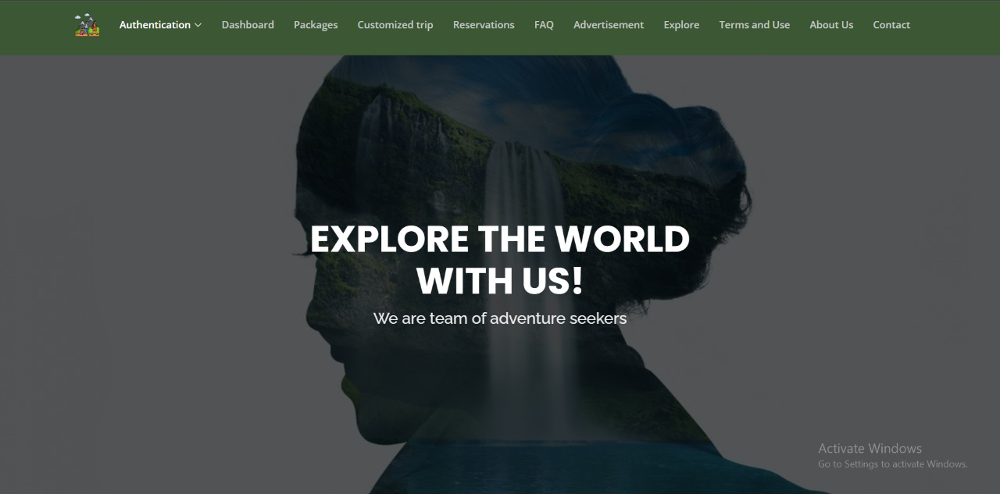 Authentication Dashboard Packages Customized trip Reservations FAQ Advertisement Explore Terms and Use About Us Contact
EXPLORE THE WORLD
WITH US!
We are team of adventure seekers
Activate Windows
Go to Settings to activate Windows.